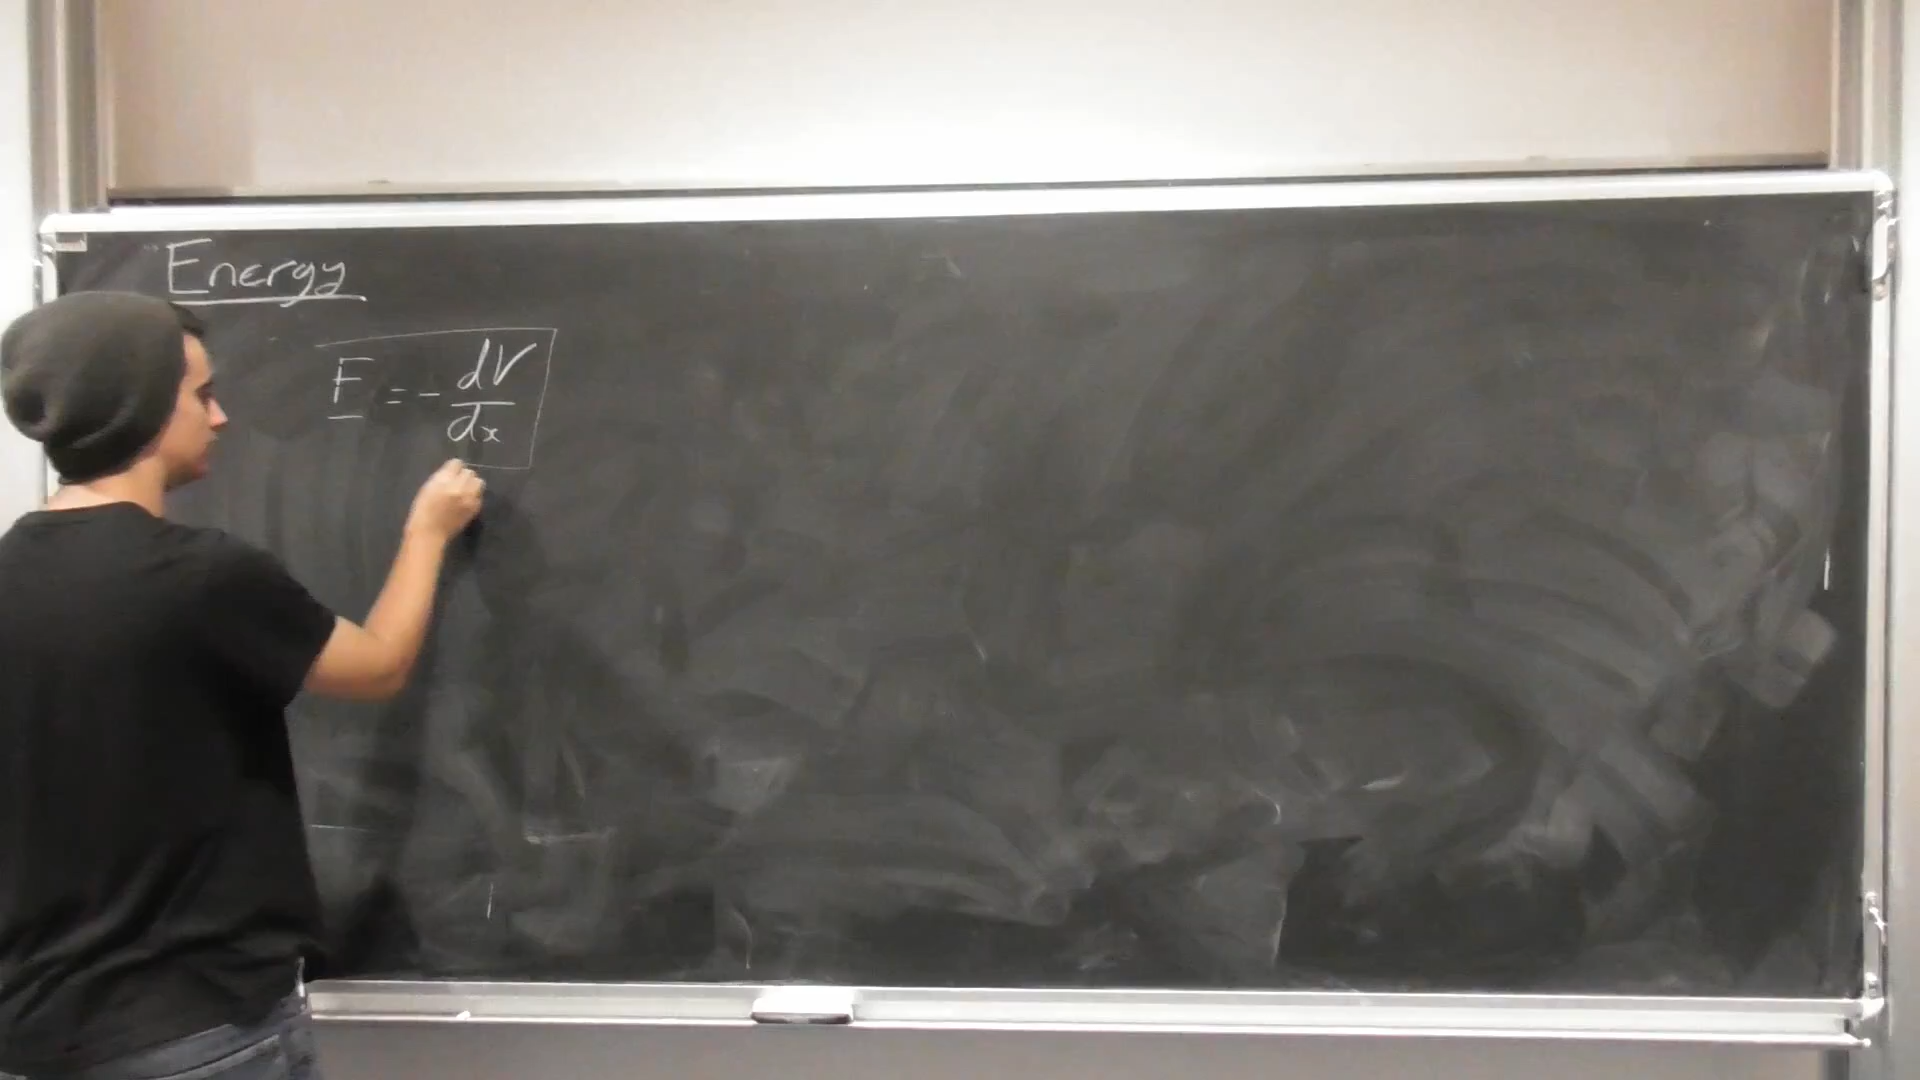 Energy
F = - dV/dx